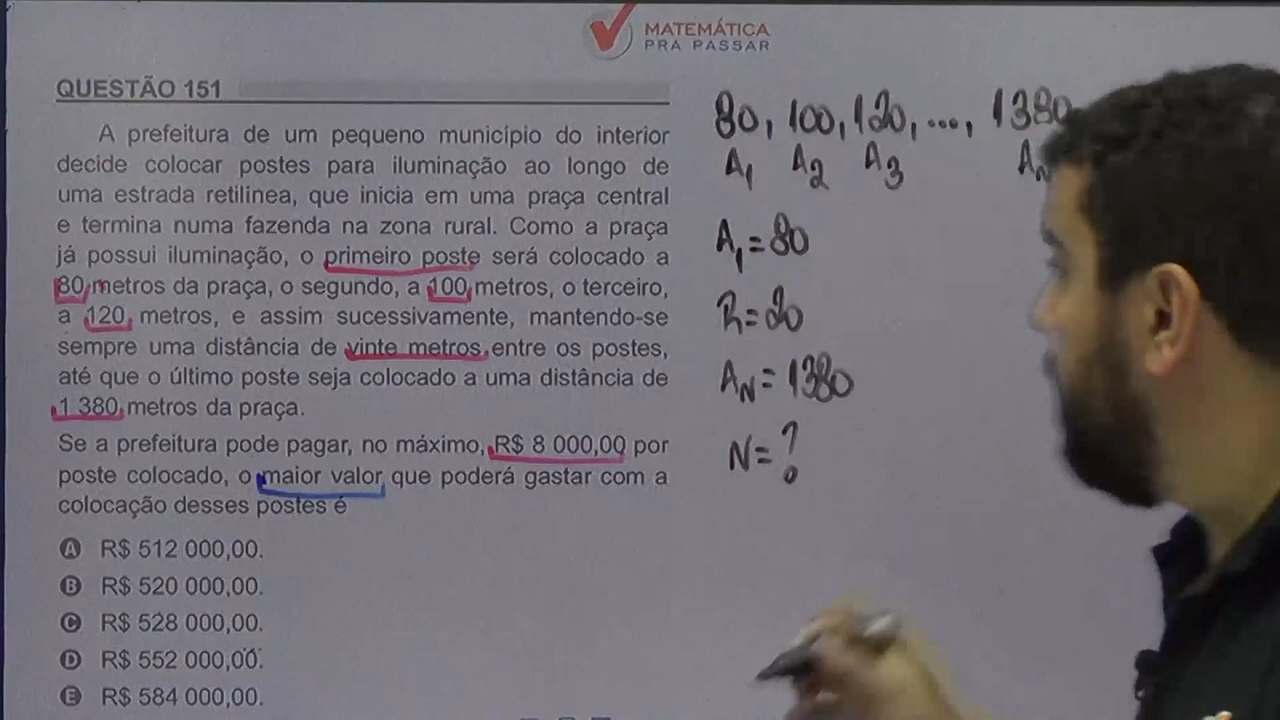 MATEMÁTICA
PRA PASSAR
QUESTÃO 151
A prefeitura de um pequeno município do interior
decide colocar postes para iluminação ao longo de
uma estrada retilinea, que inicia em uma praça central
e termina numa fazenda na zona rural. Como a praça
já possui iluminação, o primeiro poste será colocado a
80 metros da praça, o segundo, a 100 metros, o terceiro,
a 120 metros, e assim sucessivamente, mantendo-se
sempre uma distância de vinte metros entre os postes,
até que o último poste seja colocado a uma distância de
1 380 metros da praça.
Se a prefeitura pode pagar, no máximo, R$ 8 000,00 por
poste colocado, o maior valor que poderá gastar com a
colocação desses postes é
A R$ 512 000,00.
B R$ 520 000,00.
C R$ 528 000,00.
D R$ 552 000,00.
E R$ 584 000,00.
80, 100, 120, ..., 1380
A1 A2 A3 AN
A1 = 80
R = 20
AN = 1380
N = ?